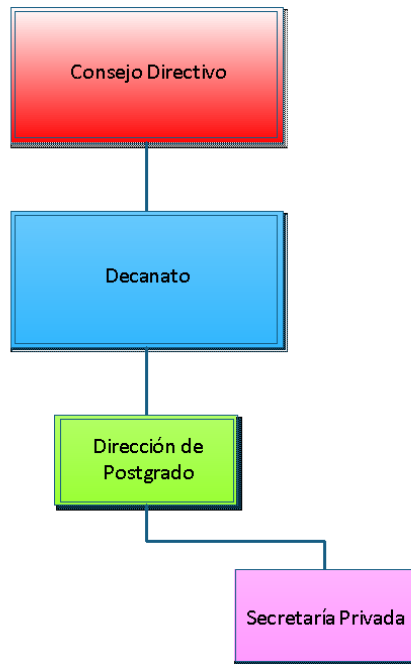 Consejo Directivo
Decanato
Dirección de
Postgrado
Secretaría Privada